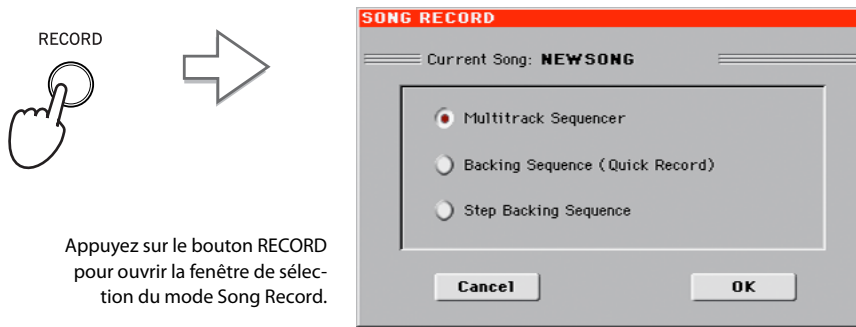 RECORD
Appuyez sur le bouton RECORD
pour ouvrir la fenêtre de sélec-
tion du mode Song Record.
SONG RECORD
Current Song: NEWSONG
Multitrack Sequencer
Backing Sequence (Quick Record)
Step Backing Sequence
Cancel
OK